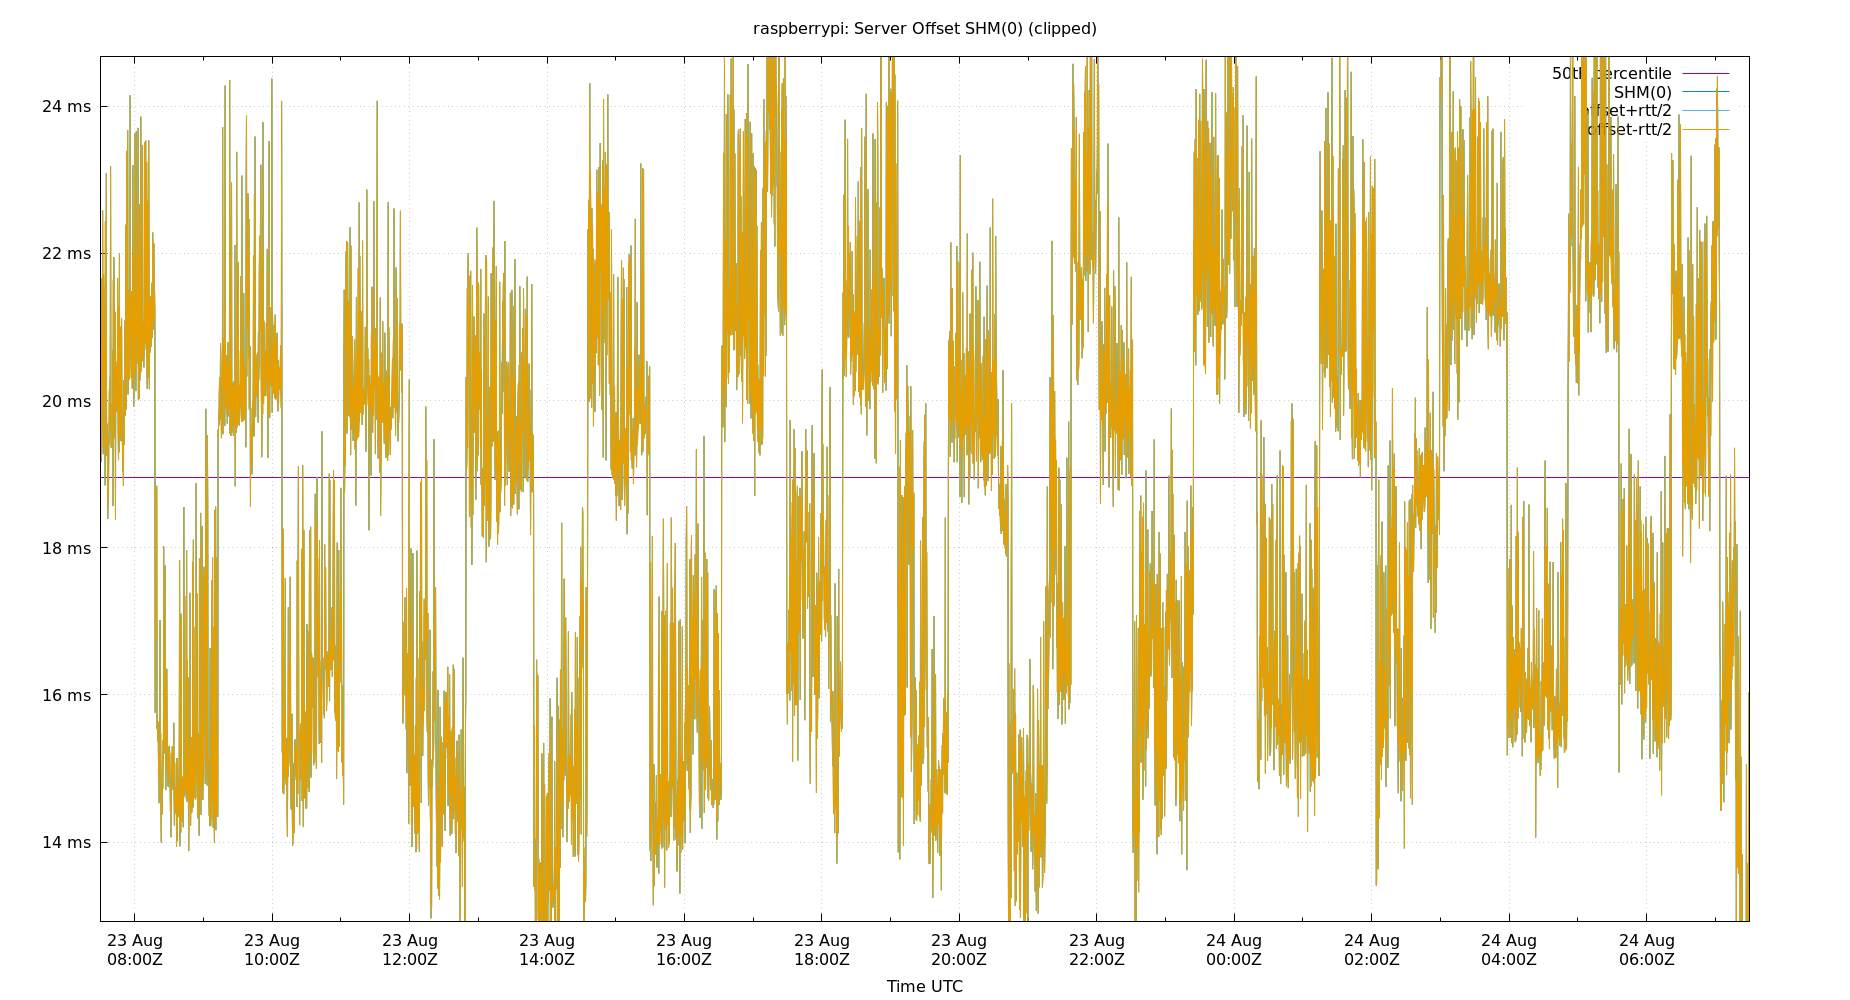 raspberrypi: Server Offset SHM(0) (clipped)
50th percentile
SHM(0)
offset+rtt/2
offset-rtt/2
24 ms
22 ms
20 ms
18 ms
16 ms
14 ms
23 Aug 23 Aug 23 Aug 23 Aug 23 Aug 23 Aug 23 Aug 23 Aug 24 Aug 24 Aug 24 Aug 24 Aug
08:00Z 10:00Z 12:00Z 14:00Z 16:00Z 18:00Z 20:00Z 22:00Z 00:00Z 02:00Z 04:00Z 06:00Z
Time UTC